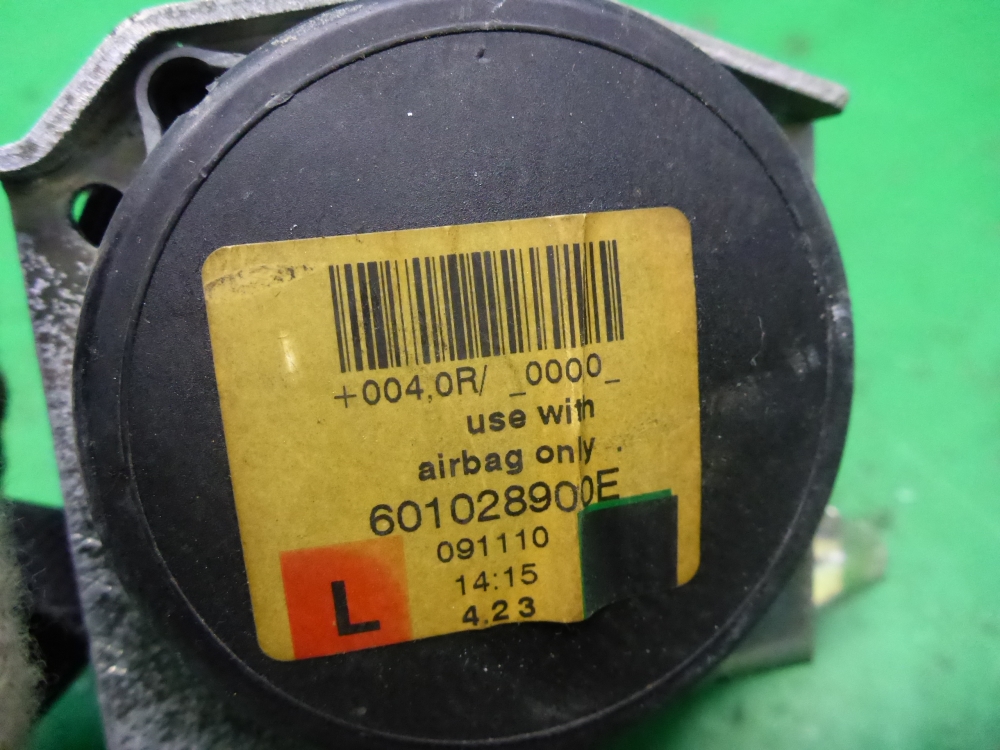 +004,0R/ _0000_
use with
airbag only
601028900E
091110
14:15
4.23
L